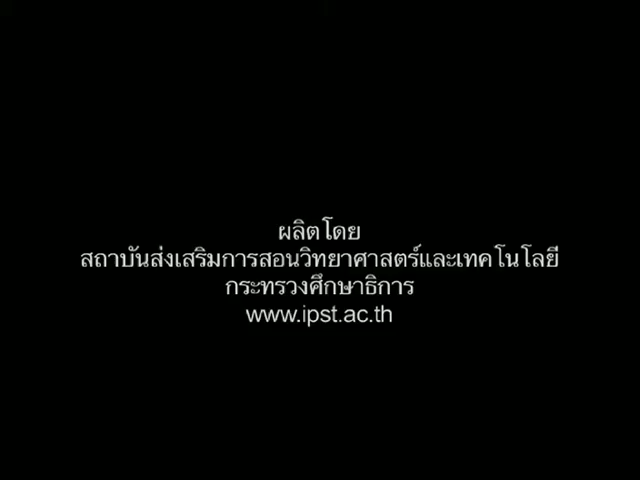 ผลิตโดย
สถาบันส่งเสริมการสอนวิทยาศาสตร์และเทคโนโลยี
กระทรวงศึกษาธิการ
www.ipst.ac.th